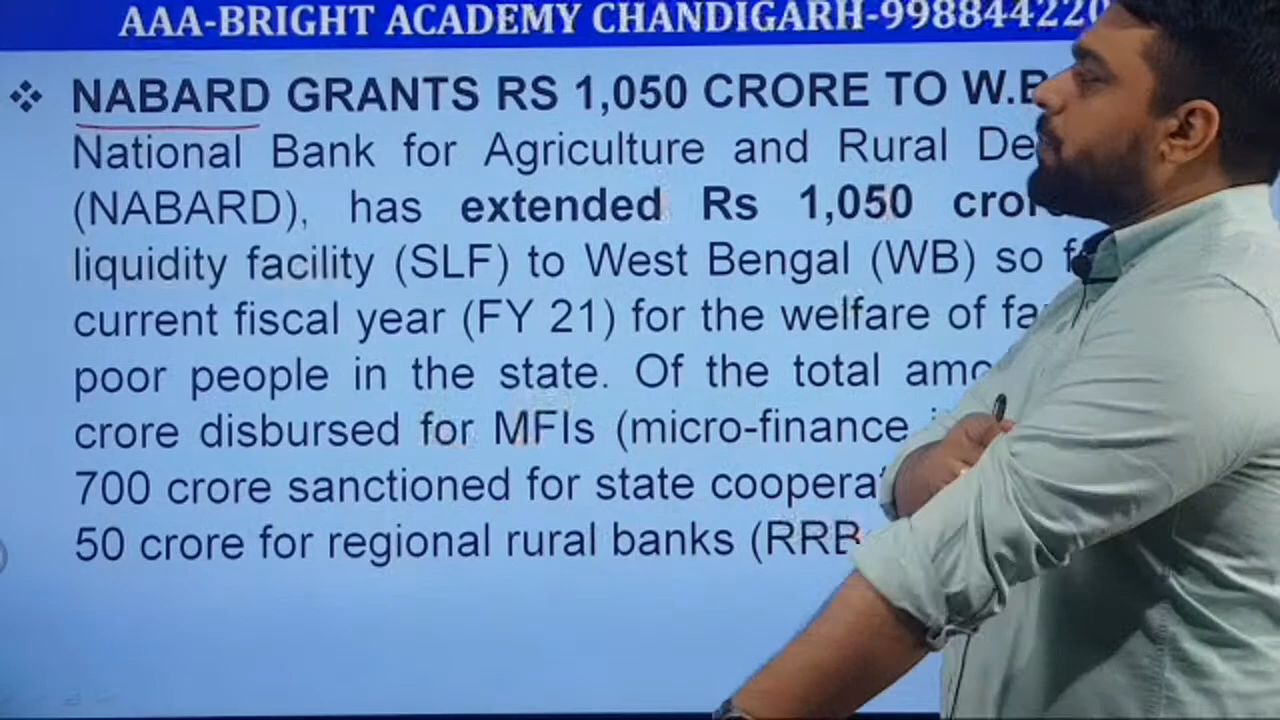 AAA-BRIGHT ACADEMY CHANDIGARH-998844220
❖ NABARD GRANTS RS 1,050 CRORE TO W.B
National Bank for Agriculture and Rural De
(NABARD), has extended Rs 1,050 cror
liquidity facility (SLF) to West Bengal (WB) so f
current fiscal year (FY 21) for the welfare of fa
poor people in the state. Of the total amo
crore disbursed for MFIs (micro-finance
700 crore sanctioned for state coopera
50 crore for regional rural banks (RRB